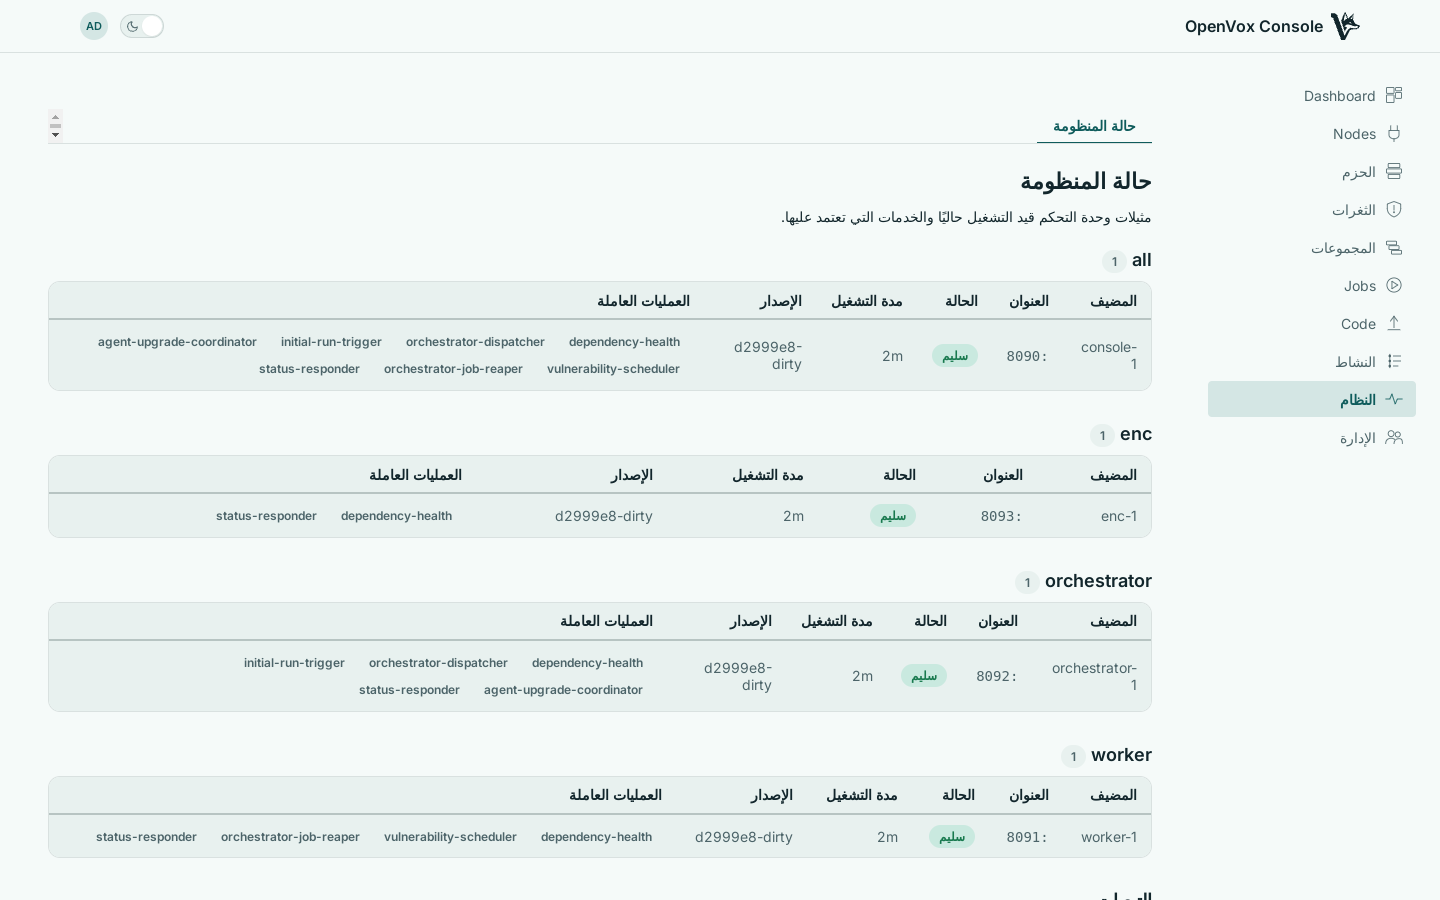 OpenVox Console
AD
Dashboard
Nodes
الحزم
الثغرات
المجموعات
Jobs
Code
النشاط
النظام
الإدارة
حالة المنظومة
حالة المنظومة
مثيلات وحدة التحكم قيد التشغيل حاليًا والخدمات التي تعتمد عليها.
all 1
المضيف العنوان الحالة مدة التشغيل الإصدار العمليات العاملة
console-1 :8090 سليم 2m d2999e8-dirty dependency-health orchestrator-dispatcher initial-run-trigger agent-upgrade-coordinator
vulnerability-scheduler orchestrator-job-reaper status-responder
enc 1
المضيف العنوان الحالة مدة التشغيل الإصدار العمليات العاملة
enc-1 :8093 سليم 2m d2999e8-dirty dependency-health status-responder
orchestrator 1
المضيف العنوان الحالة مدة التشغيل الإصدار العمليات العاملة
orchestrator-1 :8092 سليم 2m d2999e8-dirty dependency-health orchestrator-dispatcher initial-run-trigger
agent-upgrade-coordinator status-responder
worker 1
المضيف العنوان الحالة مدة التشغيل الإصدار العمليات العاملة
worker-1 :8091 سليم 2m d2999e8-dirty dependency-health vulnerability-scheduler orchestrator-job-reaper status-responder